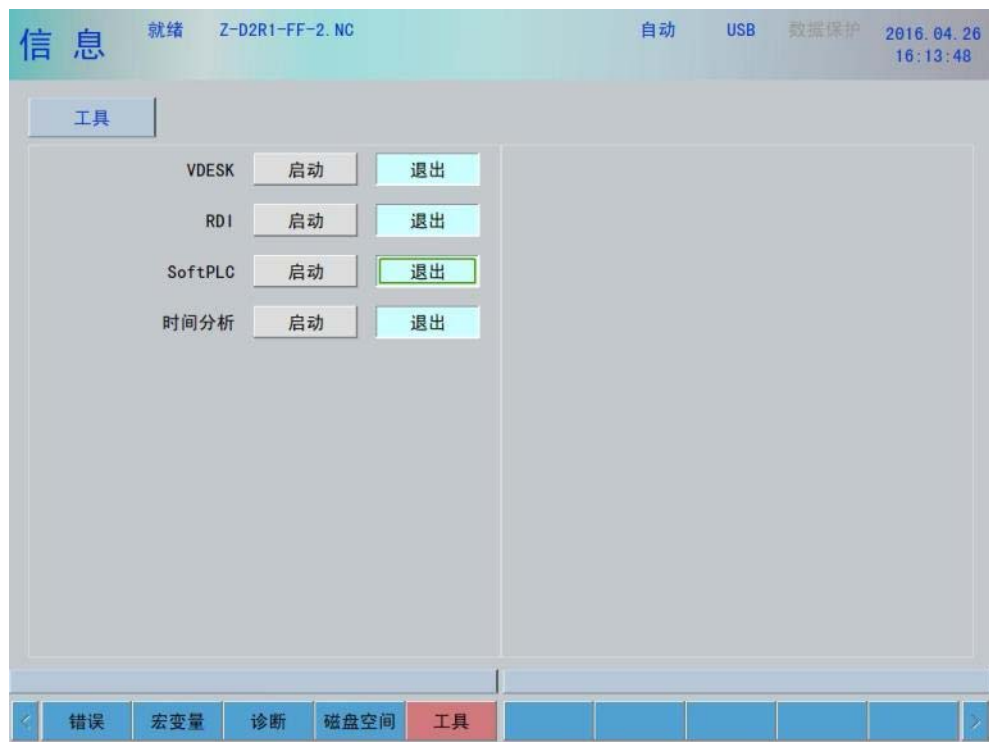 信息 就绪 Z-D2R1-FF-2.NC 自动 USB 数据保护 2016.04.26
16:13:48
工具
VDESK 启动 退出
RDI 启动 退出
SoftPLC 启动 退出
时间分析 启动 退出
< 错误 宏变量 诊断 磁盘空间 工具 >